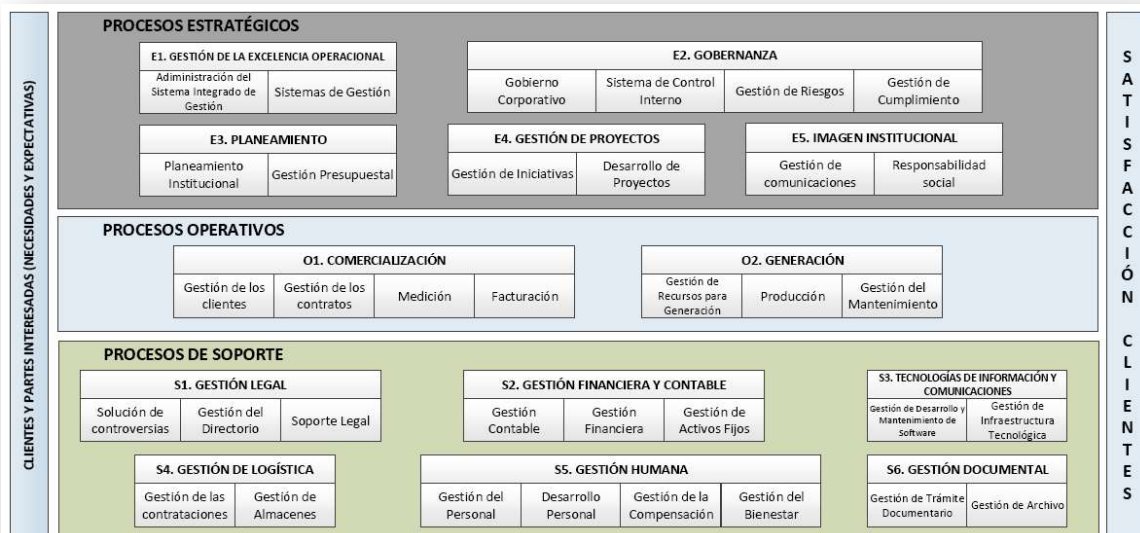 CLIENTES Y PARTES INTERESADAS (NECESIDADES Y EXPECTATIVAS)
PROCESOS ESTRATÉGICOS
E1. GESTIÓN DE LA EXCELENCIA OPERACIONAL
Adiministración del
Sistema Integrado de
Gestión
Sistemas de Gestión
E2. GOBERNANZA
Gobierno
Corporativo
Sistema de Control
Interno
Gestión de Riesgos
Gestión de
Cumplimiento
E3. PLANEAMIENTO
Planeamiento
Institucional
Gestión Presupuestal
E4. GESTIÓN DE PROYECTOS
Gestión de Iniciativas
Desarrollo de
Proyectos
E5. IMAGEN INSTITUCIONAL
Gestión de
comunicaciones
Responsabilidad
social
PROCESOS OPERATIVOS
O1. COMERCIALIZACIÓN
Gestión de los
clientes
Gestión de los
contratos
Medición
Facturación
O2. GENERACIÓN
Gestión de
Recursos para
Generación
Producción
Gestión del
Mantenimiento
PROCESOS DE SOPORTE
S1. GESTIÓN LEGAL
Solución de
controversias
Gestión del
Directorio
Soporte Legal
S2. GESTIÓN FINANCIERA Y CONTABLE
Gestión
Contable
Gestión
Financiera
Gestión de
Activos Fijos
S3. TECNOLOGÍAS DE INFORMACIÓN Y
COMUNICACIONES
Gestión de Desarrollo y
Mantenimiento de
Software
Gestión de
Infraestructura
Tecnológica
S4. GESTIÓN DE LOGÍSTICA
Gestión de las
contrataciones
Gestión de
Almacenes
S5. GESTIÓN HUMANA
Gestión del
Personal
Desarrollo
Personal
Gestión de la
Compensación
Gestión del
Bienestar
S6. GESTIÓN DOCUMENTAL
Gestión de Trámite
Documentario
Gestión de Archivo
SATISFACCIÓN CLIENTES